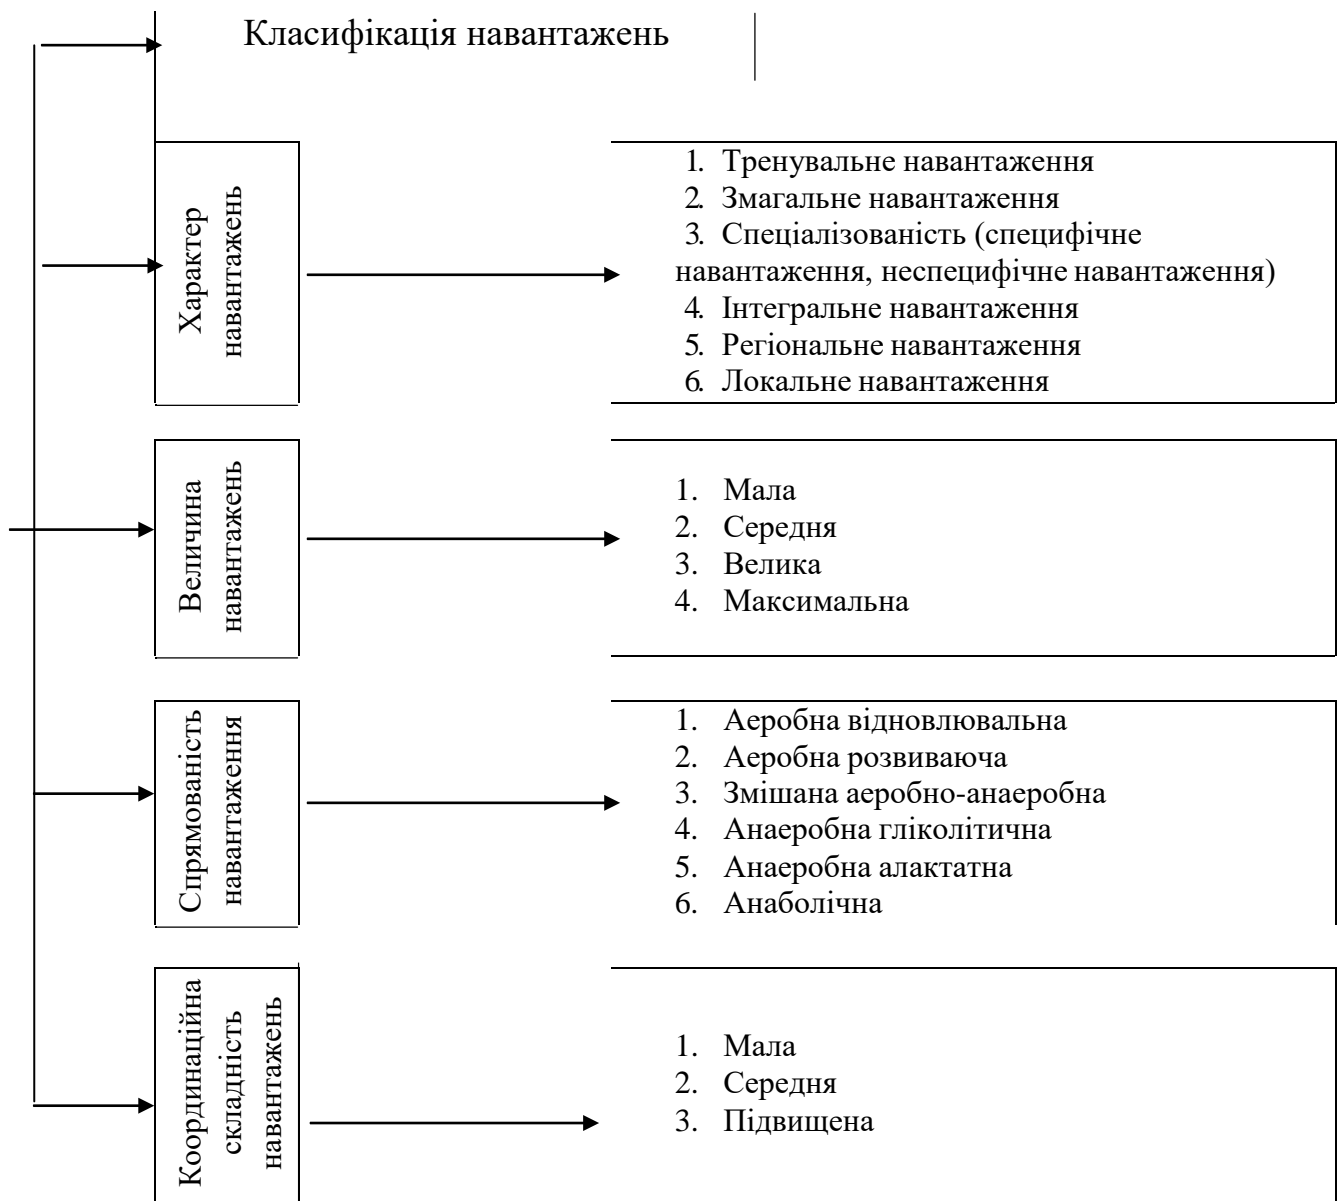 Класифікація навантажень
Характер
навантажень
1. Тренувальне навантаження
2. Змагальне навантаження
3. Спеціалізованість (специфічне
навантаження, неспецифічне навантаження)
4. Інтегральне навантаження
5. Регіональне навантаження
6. Локальне навантаження
Величина
навантажень
1. Мала
2. Середня
3. Велика
4. Максимальна
Спрямованість
навантаження
1. Аеробна відновлювальна
2. Аеробна розвиваюча
3. Змішана аеробно-анаеробна
4. Анаеробна гліколітична
5. Анаеробна алактатна
6. Анаболічна
Координаційна
складність
навантажень
1. Мала
2. Середня
3. Підвищена